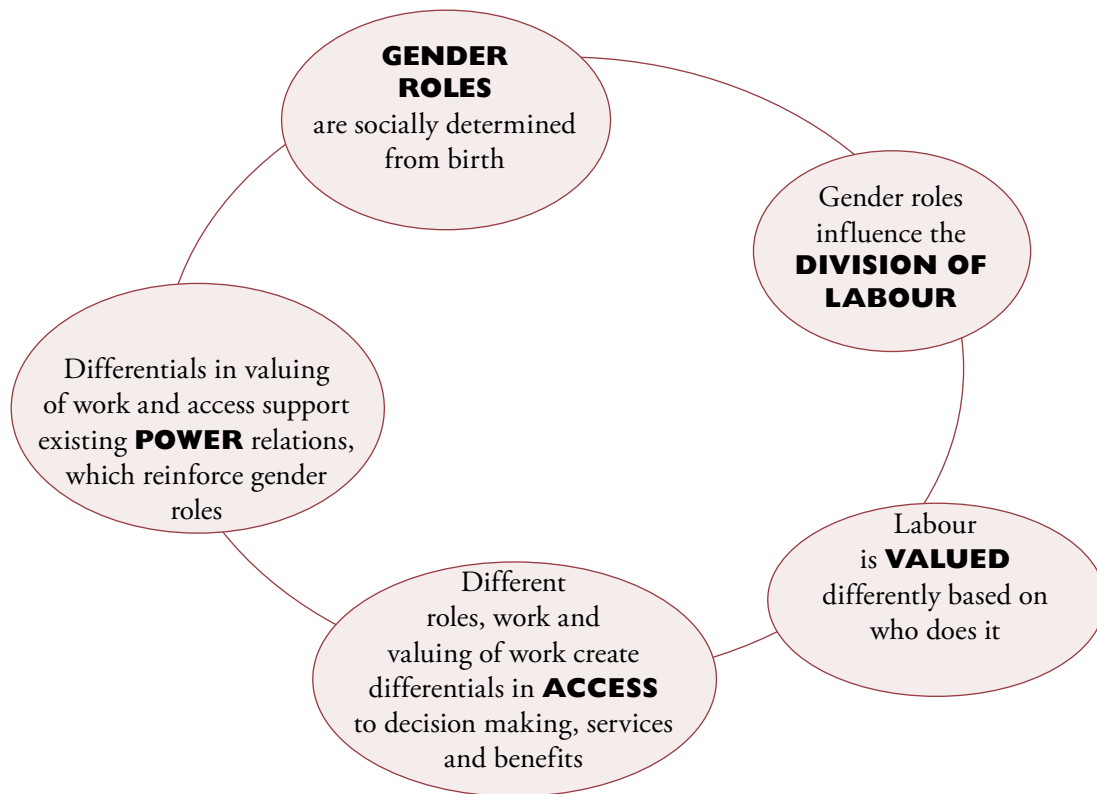 GENDER
ROLES
are socially determined
from birth
Gender roles
influence the
DIVISION OF
LABOUR
Labour
is VALUED
differently based on
who does it
Different
roles, work and
valuing of work create
differentials in ACCESS
to decision making, services
and benefits
Differentials in valuing
of work and access support
existing POWER relations,
which reinforce gender
roles